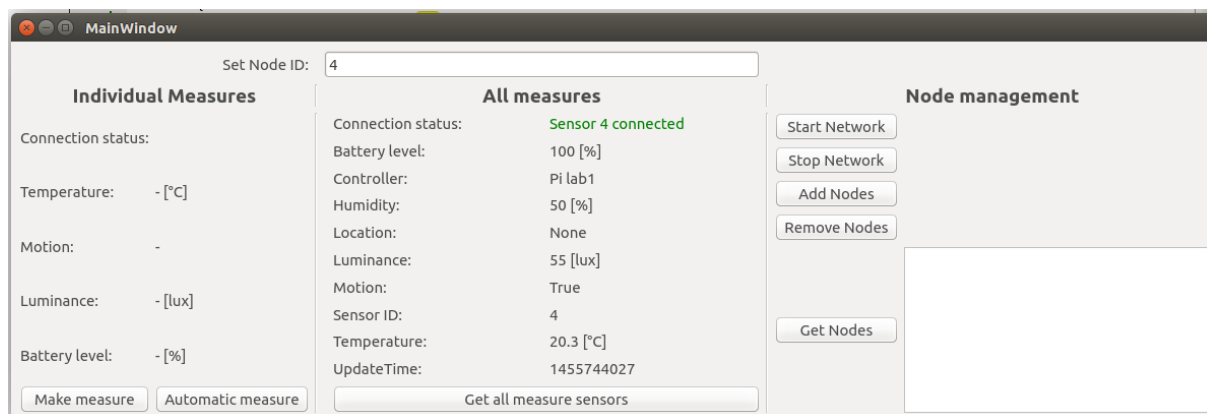 MainWindow
Set Node ID: 4
Individual Measures
Connection status:
Temperature: - [°C]
Motion: -
Luminance: - [lux]
Battery level: - [%]
Make measure Automatic measure
All measures
Connection status: Sensor 4 connected
Battery level: 100 [%]
Controller: Pi lab1
Humidity: 50 [%]
Location: None
Luminance: 55 [lux]
Motion: True
Sensor ID: 4
Temperature: 20.3 [°C]
UpdateTime: 1455744027
Get all measure sensors
Node management
Start Network
Stop Network
Add Nodes
Remove Nodes
Get Nodes